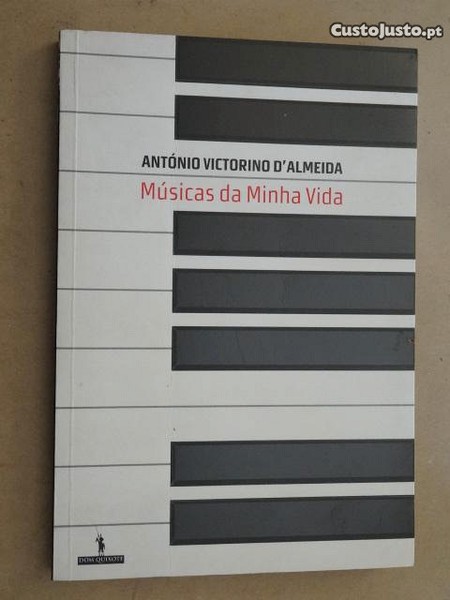 CustoJusto.pt
ANTÓNIO VICTORINO D'ALMEIDA
Músicas da Minha Vida
DOM QUIXOTE